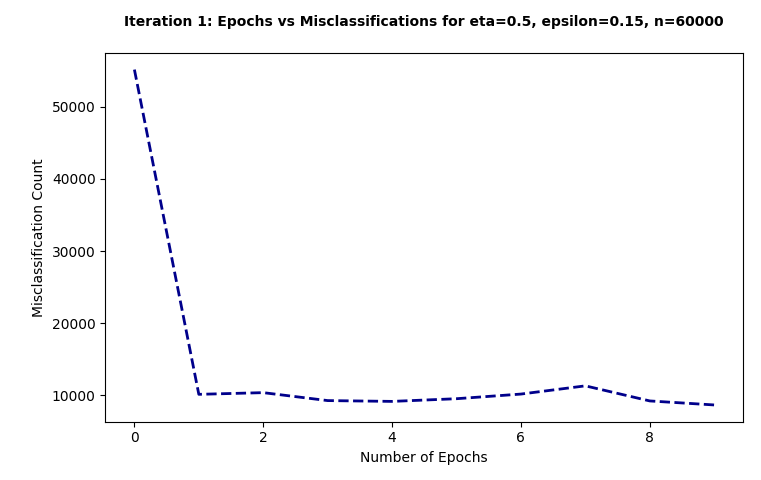 Iteration 1: Epochs vs Misclassifications for eta=0.5, epsilon=0.15, n=60000
Misclassification Count
50000
40000
30000
20000
10000
0 2 4 6 8
Number of Epochs